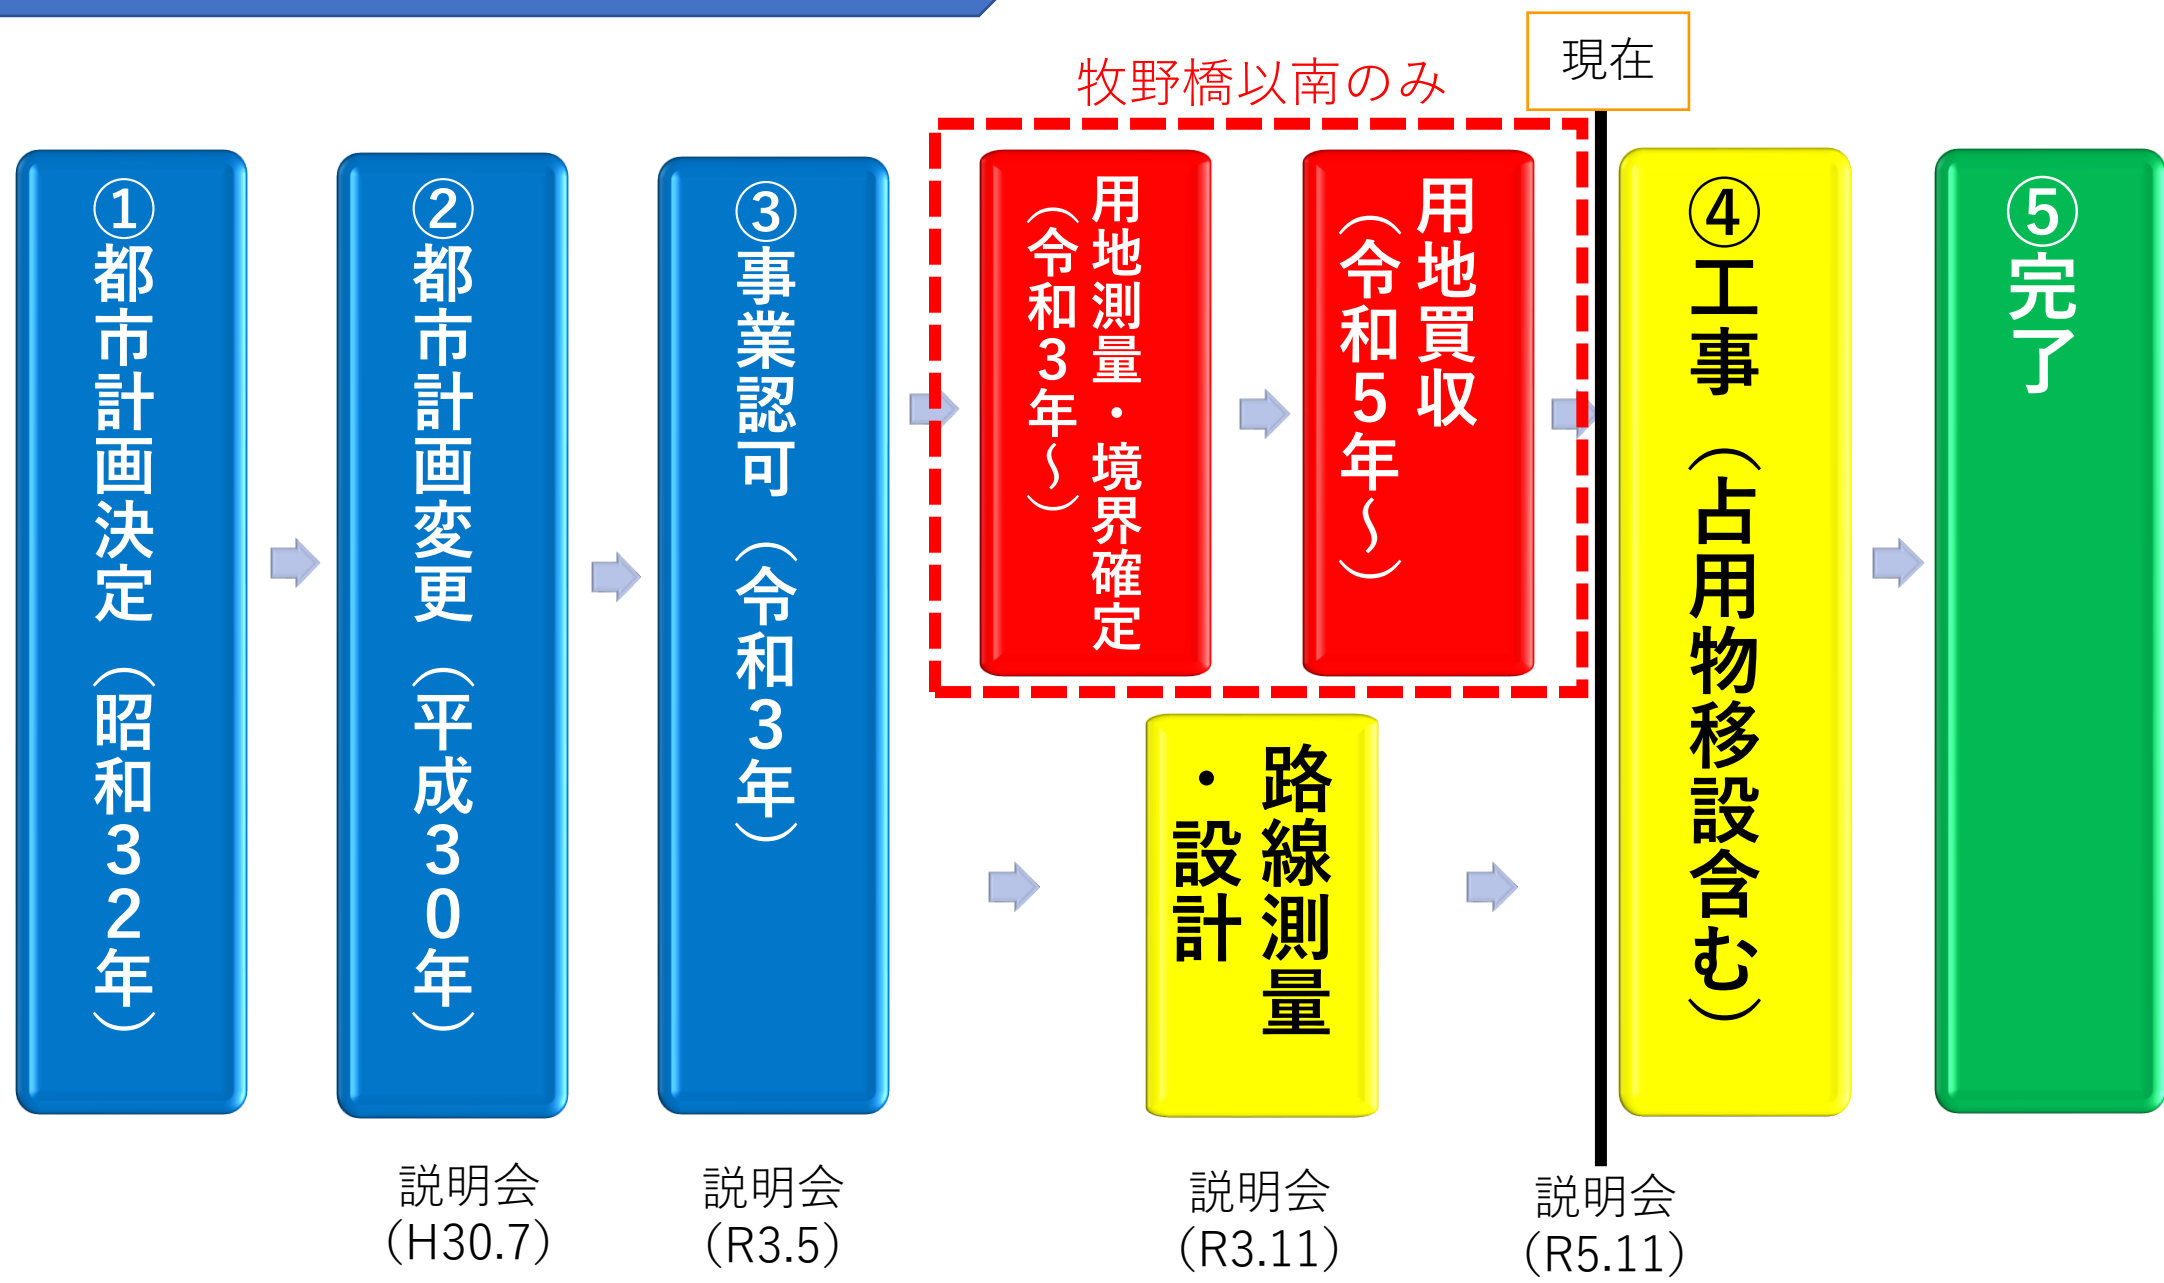 現在
牧野橋以南のみ
①都市計画決定（昭和３２年）
②都市計画変更（平成３０年）
③事業認可（令和３年）
用地測量・境界確定
（令和３年～）
用地買収
（令和５年～）
路線測量
・設計
④工事（占用物移設含む）
⑤完了
説明会
（H30.7）
説明会
（R3.5）
説明会
（R3.11）
説明会
（R5.11）